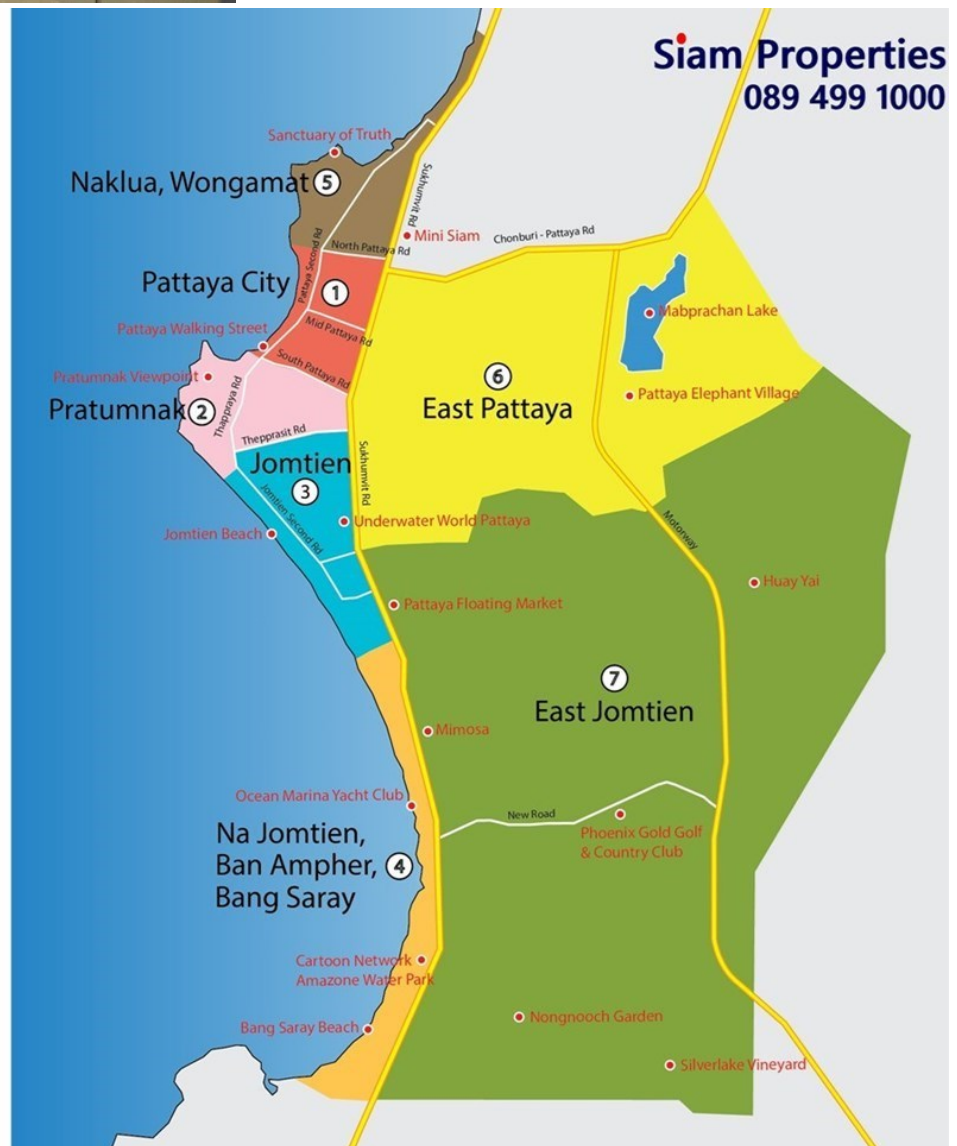 Siam Properties
089 499 1000
Sanctuary of Truth
Naklua, Wongamat 5
Sukhumvit Rd
Mini Siam
Chonburi - Pattaya Rd
North Pattaya Rd
Pattaya Second Rd
Pattaya City
1
Mabprachan Lake
Mid Pattaya Rd
Pattaya Walking Street
South Pattaya Rd
Pratumnak Viewpoint
6
East Pattaya
Pattaya Elephant Village
Pratumnak 2
Thappraya Rd
Thepprasit Rd
Jomtien
3
Sukhumvit Rd
Jomtien Second Rd
Underwater World Pattaya
Jomtien Beach
Motorway
Huay Yai
Pattaya Floating Market
7
East Jomtien
Mimosa
Ocean Marina Yacht Club
New Road
Phoenix Gold Golf
& Country Club
Na Jomtien,
Ban Ampher, 4
Bang Saray
Cartoon Network
Amazone Water Park
Bang Saray Beach
Nongnooch Garden
Silverlake Vineyard